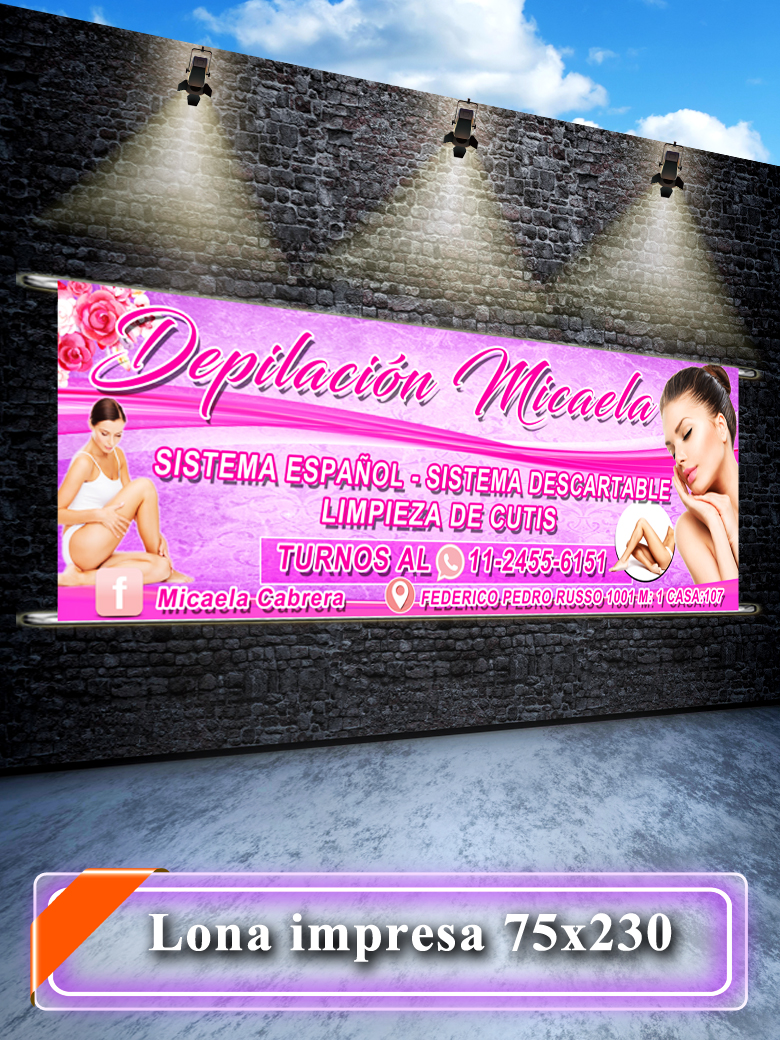 Depilación Micaela
SISTEMA ESPAÑOL - SISTEMA DESCARTABLE
LIMPIEZA DE CUTIS
TURNOS AL 11-2455-6151
f Micaela Cabrera
FEDERICO PEDRO RUSSO 1001 M: 1 CASA:107
Lona impresa 75x230